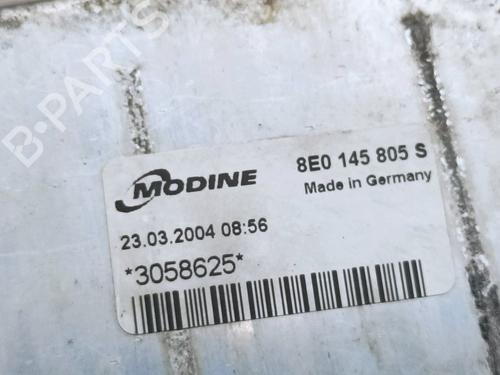 B-PARTS
MODINE
8E0 145 805 S
Made in Germany
23.03.2004 08:56
*3058625*